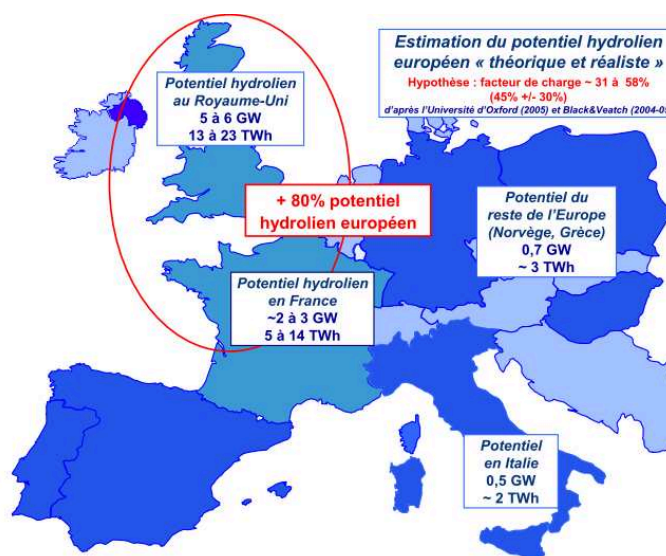 Estimation du potentiel hydrolien
européen « théorique et réaliste »
Hypothèse : facteur de charge ~ 31 à 58%
(45% +/- 30%)
d'après l'Université d'Oxford (2005) et Black&Veatch (2004-05
Potentiel hydrolien
au Royaume-Uni
5 à 6 GW
13 à 23 TWh
+ 80% potentiel
hydrolien européen
Potentiel du
reste de l'Europe
(Norvège, Grèce)
0,7 GW
~ 3 TWh
Potentiel hydrolien
en France
~2 à 3 GW
5 à 14 TWh
Potentiel
en Italie
0,5 GW
~ 2 TWh